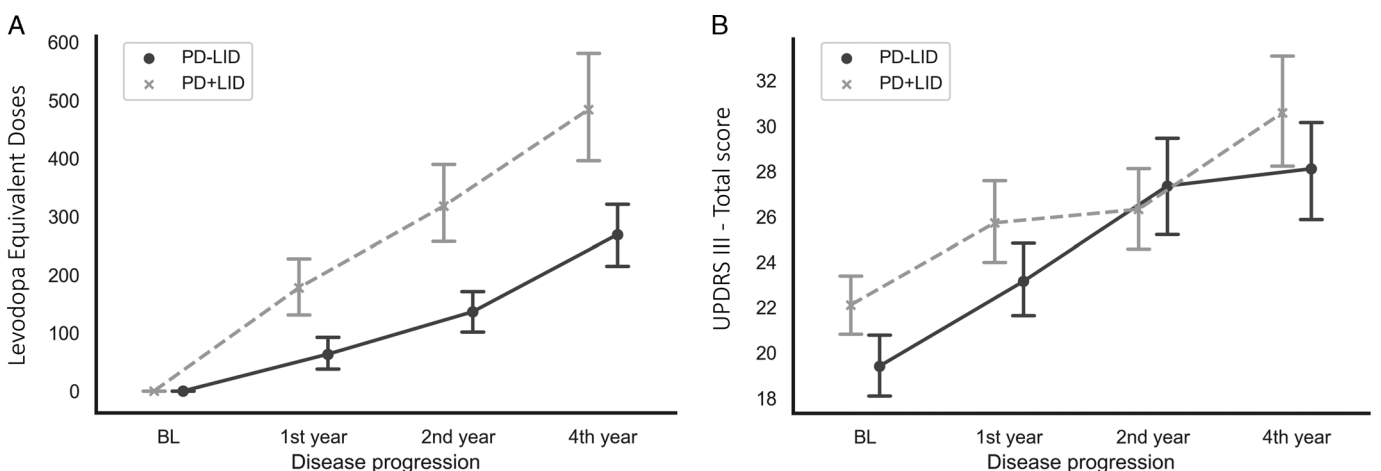 A
Levodopa Equivalent Doses
600
500
400
300
200
100
0
PD-LID
PD+LID
BL 1st year 2nd year 4th year
Disease progression
B
UPDRS III - Total score
32
30
28
26
24
22
20
18
PD-LID
PD+LID
BL 1st year 2nd year 4th year
Disease progression